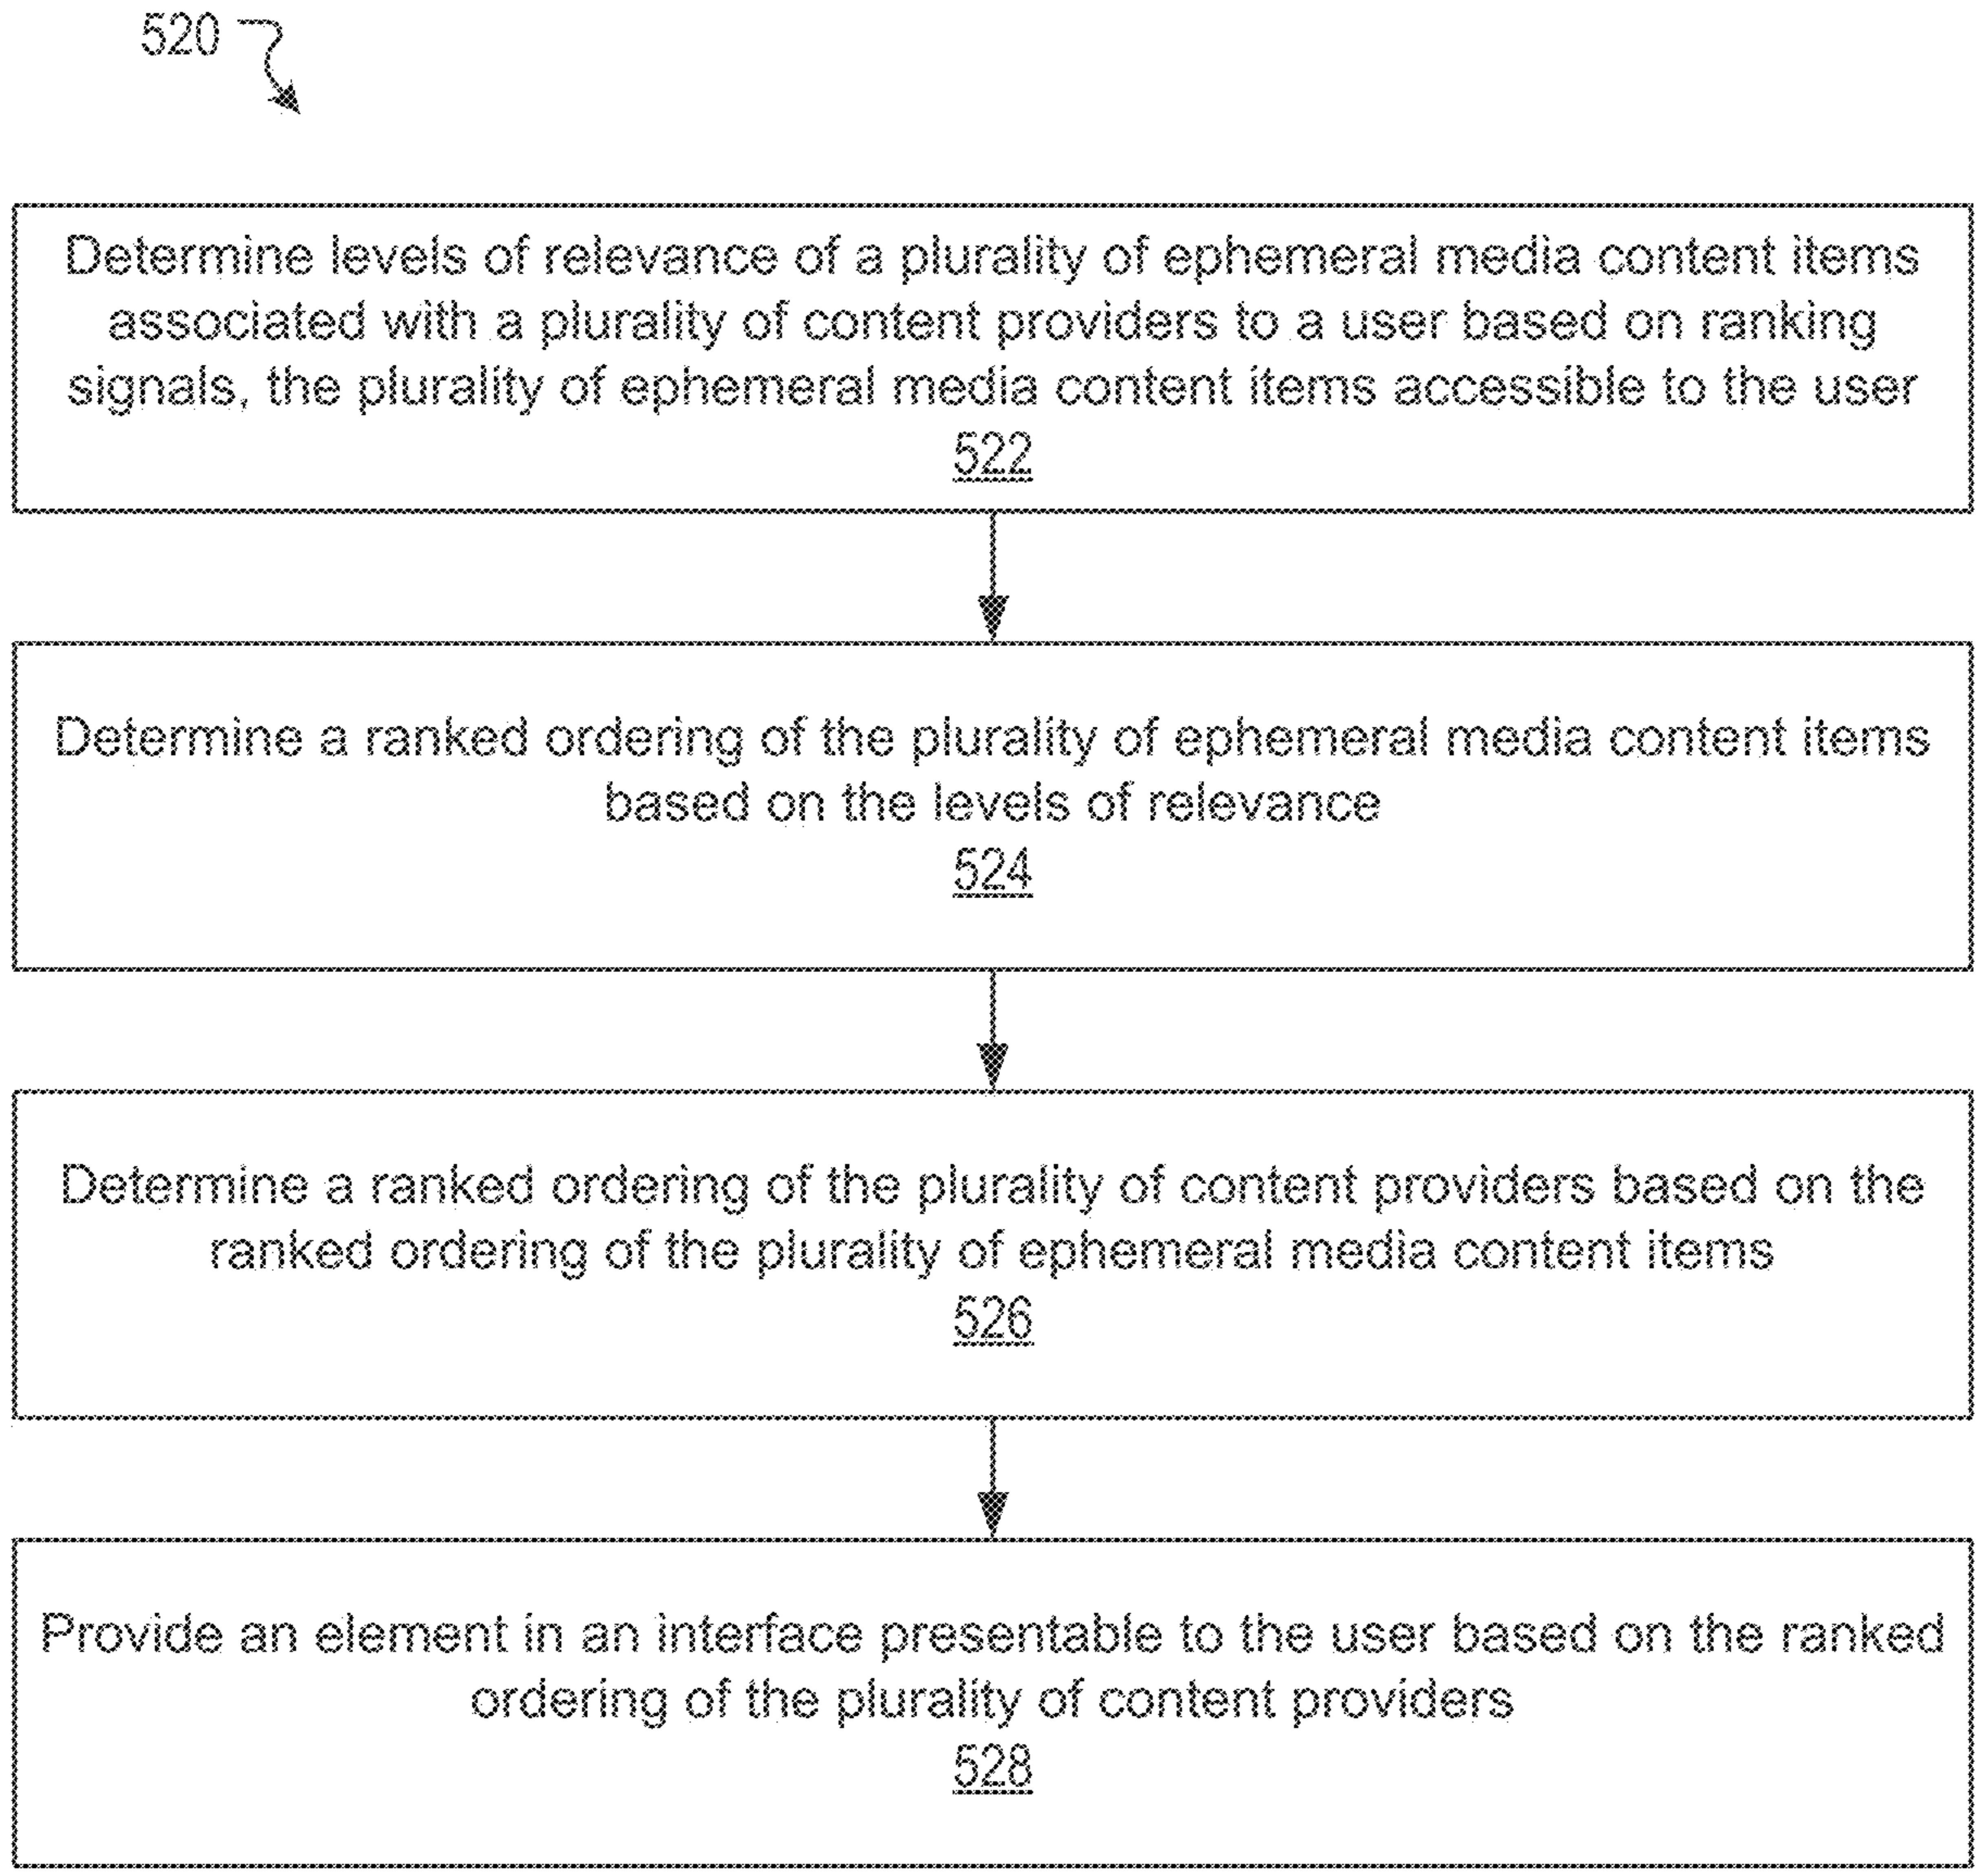 520
Determine levels of relevance of a plurality of ephemeral media content items
associated with a plurality of content providers to a user based on ranking
signals, the plurality of ephemeral media content items accessible to the user
522
Determine a ranked ordering of the plurality of ephemeral media content items
based on the levels of relevance
524
Determine a ranked ordering of the plurality of content providers based on the
ranked ordering of the plurality of ephemeral media content items
526
Provide an element in an interface presentable to the user based on the ranked
ordering of the plurality of content providers
528